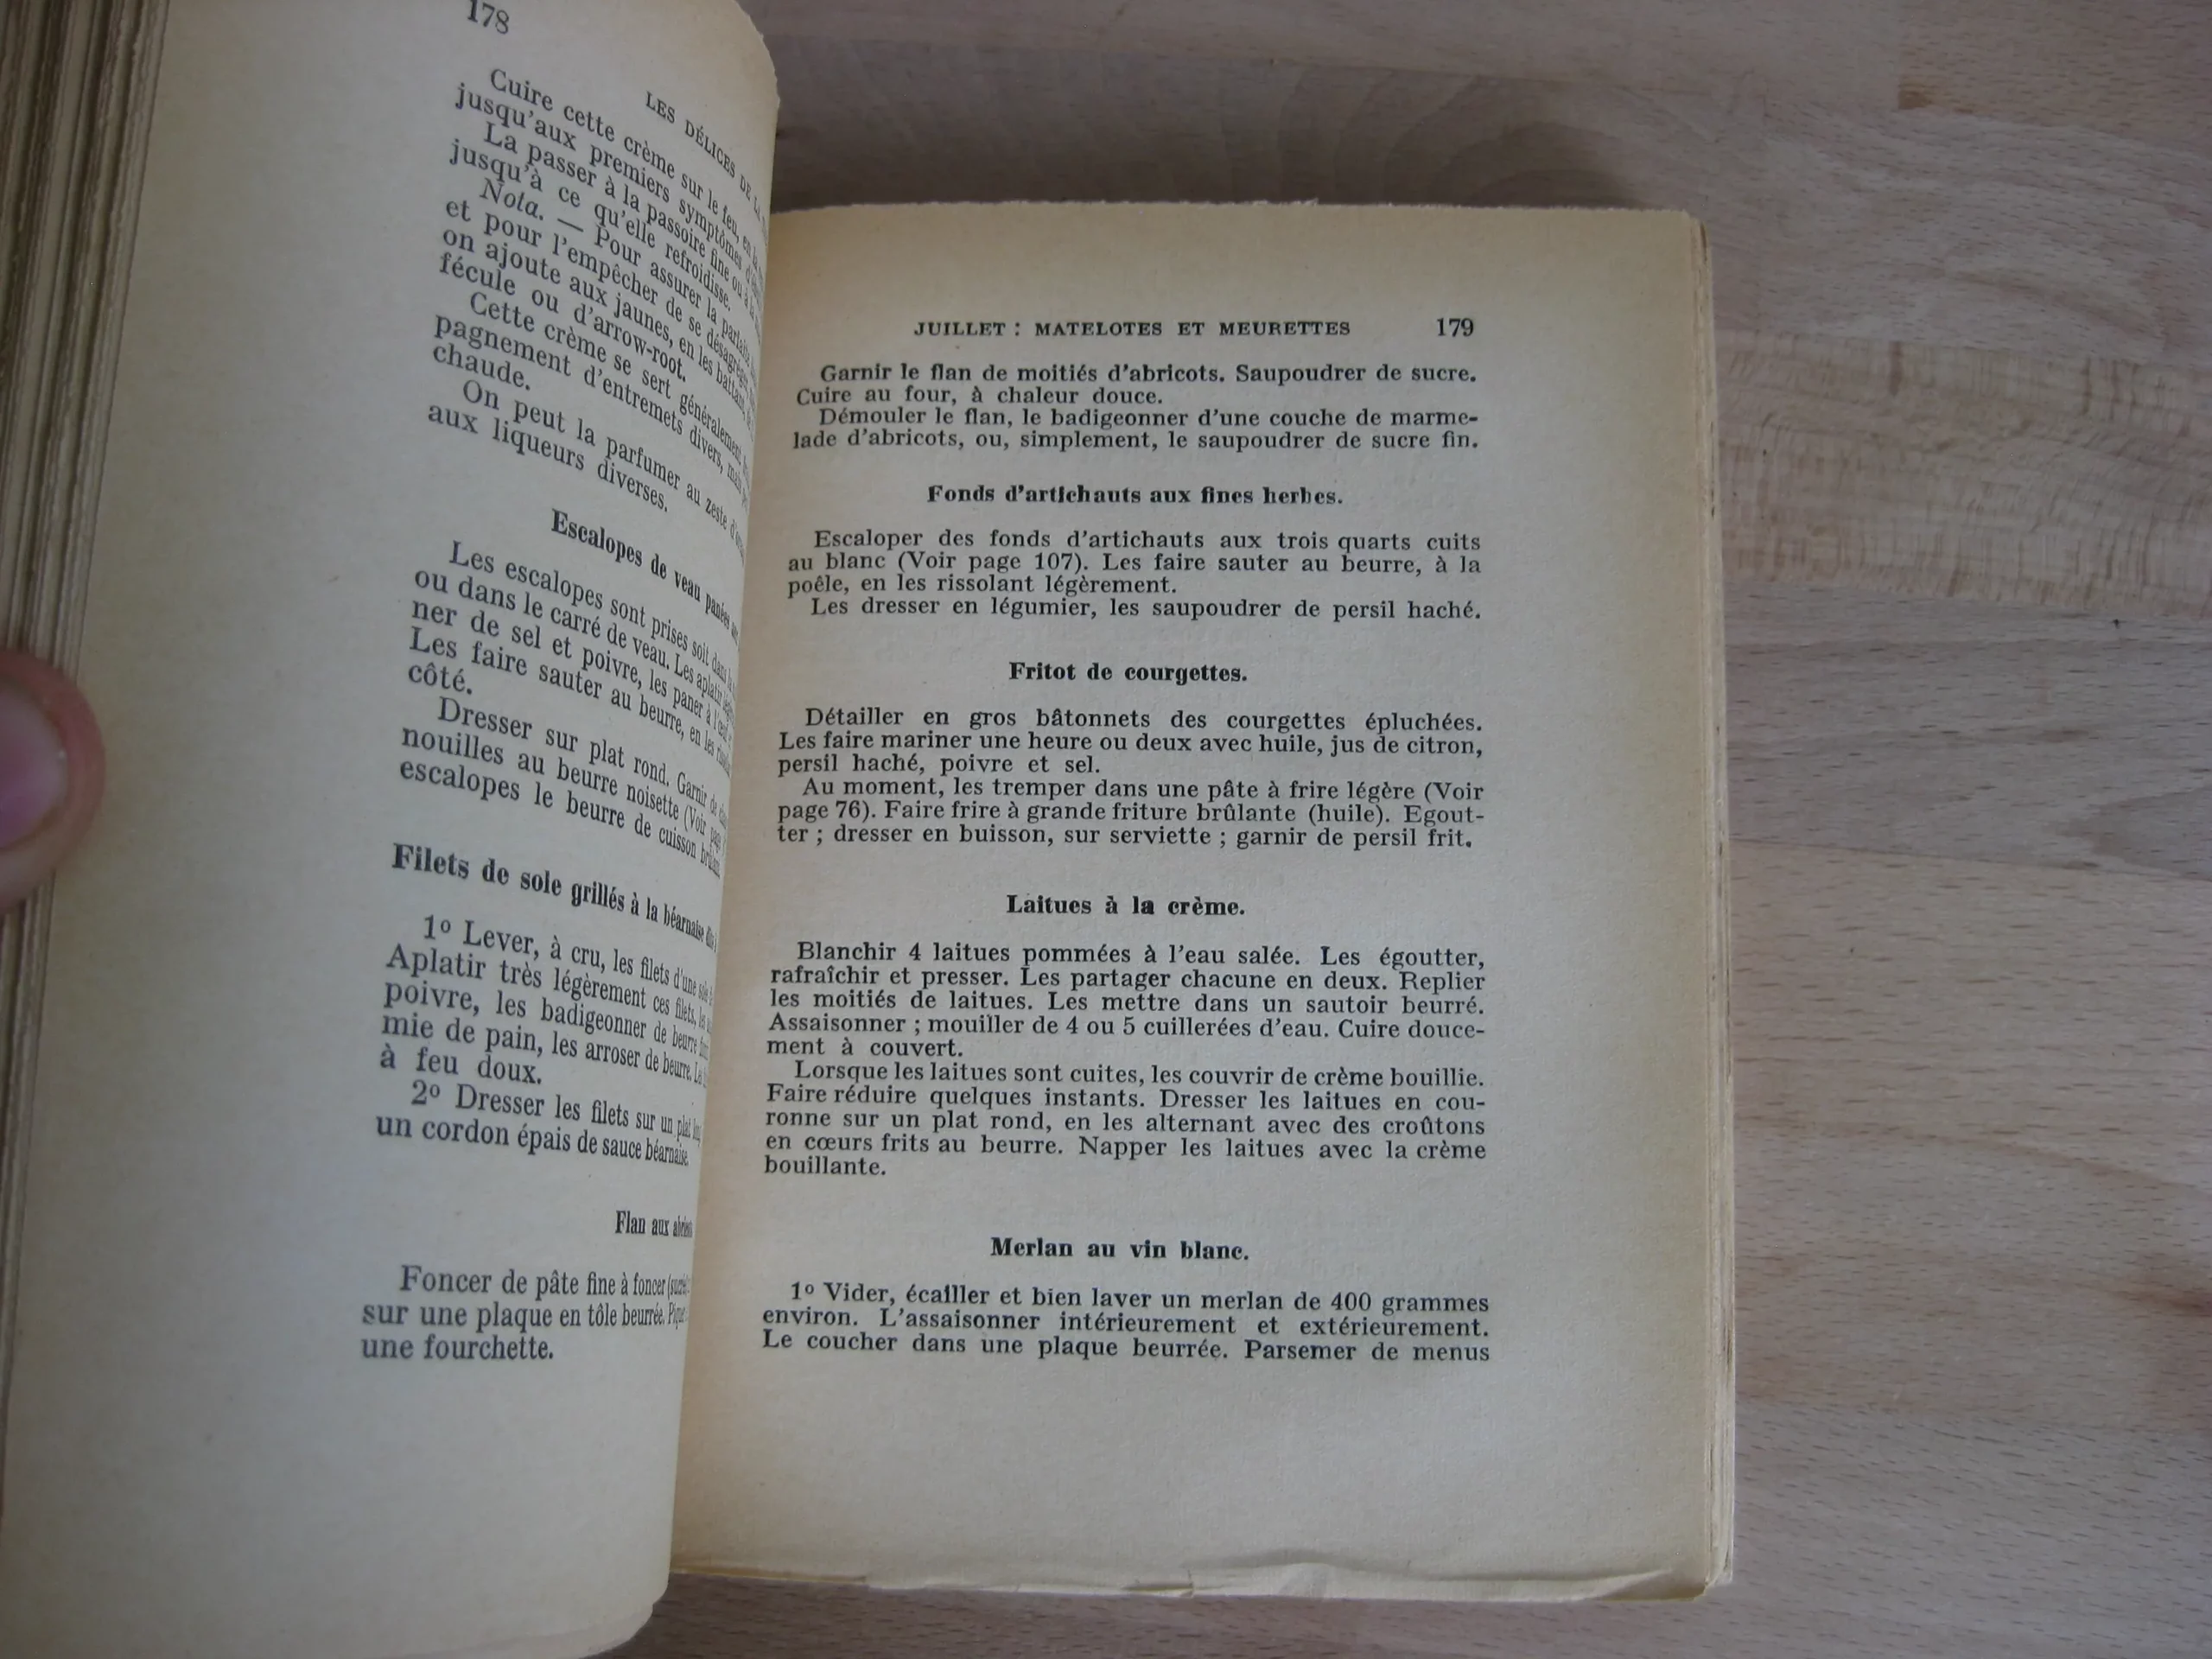 178
LES DÉLICES DE LA
Cuire cette crème sur le feu, en
jusqu'aux premiers symptômes
La passer à la passoire fine ou à
jusqu'à ce qu'elle refroidisse.
Nota. — Pour assurer la
et pour l'empêcher de se désagréger,
on ajoute aux jaunes, en les battant,
fécule ou d'arrow-root.
Cette crème se sert généralement
pagnement d'entremets divers, mais
chaude.
On peut la parfumer au zeste
aux liqueurs diverses.
Escalopes de veau panées
Les escalopes sont prises soit dans
ou dans le carré de veau. Les aplatir
ner de sel et poivre, les paner à
Les faire sauter au beurre, en les
côté.
Dresser sur plat rond. Garnir de
nouilles au beurre noisette (Voir page
escalopes le beurre de cuisson
Filets de sole grillés à la béarnaise
1º Lever, à cru, les filets d'une sole
Aplatir très légèrement ces filets, les
poivre, les badigeonner de beurre
mie de pain, les arroser de beurre.
à feu doux.
2º Dresser les filets sur un plat
un cordon épais de sauce béarnaise.
Flan aux
Foncer de pâte fine à foncer
sur une plaque en tôle beurrée.
une fourchette.
JUILLET : MATELOTES ET MEURETTES 179
Garnir le flan de moitiés d'abricots. Saupoudrer de sucre.
Cuire au four, à chaleur douce.
Démouler le flan, le badigeonner d'une couche de marme-
lade d'abricots, ou, simplement, le saupoudrer de sucre fin.
Fonds d'artichauts aux fines herbes.
Escaloper des fonds d'artichauts aux trois quarts cuits
au blanc (Voir page 107). Les faire sauter au beurre, à la
poêle, en les rissolant légèrement.
Les dresser en légumier, les saupoudrer de persil haché.
Fritot de courgettes.
Détailler en gros bâtonnets des courgettes épluchées.
Les faire mariner une heure ou deux avec huile, jus de citron,
persil haché, poivre et sel.
Au moment, les tremper dans une pâte à frire légère (Voir
page 76). Faire frire à grande friture brûlante (huile). Egout-
ter ; dresser en buisson, sur serviette ; garnir de persil frit.
Laitues à la crème.
Blanchir 4 laitues pommées à l'eau salée. Les égoutter,
rafraîchir et presser. Les partager chacune en deux. Replier
les moitiés de laitues. Les mettre dans un sautoir beurré.
Assaisonner ; mouiller de 4 ou 5 cuillerées d'eau. Cuire douce-
ment à couvert.
Lorsque les laitues sont cuites, les couvrir de crème bouillie.
Faire réduire quelques instants. Dresser les laitues en cou-
ronne sur un plat rond, en les alternant avec des croûtons
en cœurs frits au beurre. Napper les laitues avec la crème
bouillante.
Merlan au vin blanc.
1º Vider, écailler et bien laver un merlan de 400 grammes
environ. L'assaisonner intérieurement et extérieurement.
Le coucher dans une plaque beurrée. Parsemer de menus